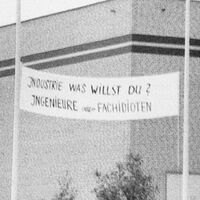 INDUSTRIE WAS WILLST DU?
INGENIEURE oder FACHIDIOTEN